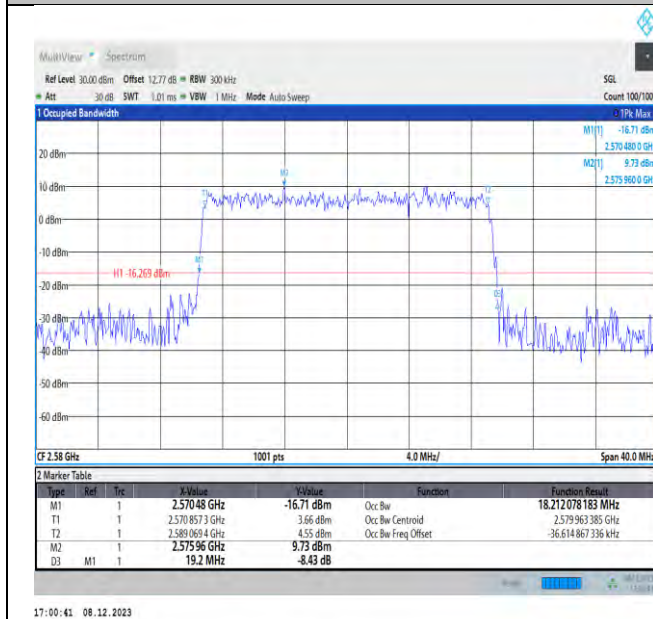 MultiView Spectrum
Ref Level 30.00 dBm Offset 12.77 dB RBW 300 kHz SGL
Att 30 dB SWT 1.01 ms VBW 1 MHz Mode Auto Sweep Count 100/100
1 Occupied Bandwidth 1Pk Max
M1[1] -16.71 dBm
2.570 480 0 GHz
M2[1] 9.73 dBm
2.575 960 0 GHz
20 dBm
10 dBm
0 dBm
-10 dBm
H1 -16.269 dBm
-20 dBm
-30 dBm
-40 dBm
-50 dBm
-60 dBm
M2
T1
T2
M1
D3
CF 2.58 GHz 1001 pts 4.0 MHz/ Span 40.0 MHz
2 Marker Table
Type Ref Trc X-Value Y-Value Function Function Result
M1 1 2.57048 GHz -16.71 dBm Occ Bw 18.212 078 183 MHz
T1 1 2.570 857 3 GHz 3.66 dBm Occ Bw Centroid 2.579 963 385 GHz
T2 1 2.589 069 4 GHz 4.55 dBm Occ Bw Freq Offset -36.614 867 336 kHz
M2 1 2.575 96 GHz 9.73 dBm
D3 M1 1 19.2 MHz -8.43 dB
17:00:41 08.12.2023